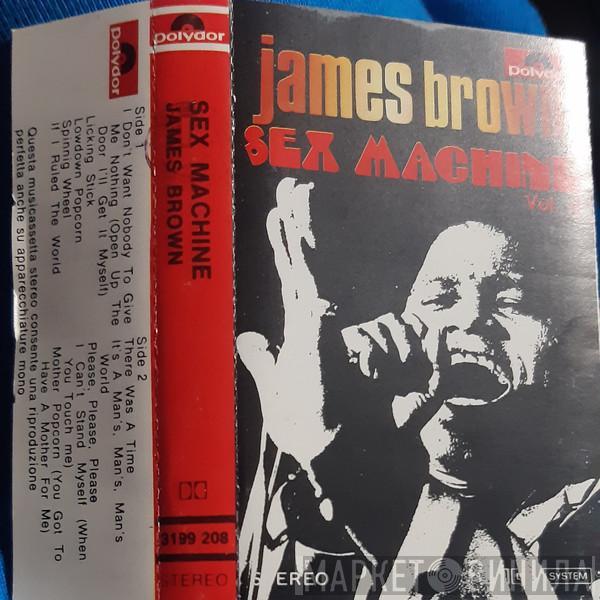 polydor
Side 1
I Don't Want Nobody To Give
Me Nothing (Open Up The
Door I'll Get It Myself)
Licking Stick
Lowdown Popcorn
Spinnig Wheel
If I Ruled The World
Side 2
There Was A Time
It's A Man's, Man's, Man's
World
Please, Please, Please
I Can't Stand Myself (When
You Touch me)
Mother Popcorn (You Got To
Have A Mother For Me)
Questa musicassetta stereo consente una riproduzione
perfetta anche su apparecchiature mono
polydor
SEX MACHINE
JAMES BROWN
3199 208
STEREO
polydor
james brown
SEX MACHINE
Vol
STEREO
SYSTEM
МАРКЕТ ВИНИЛА